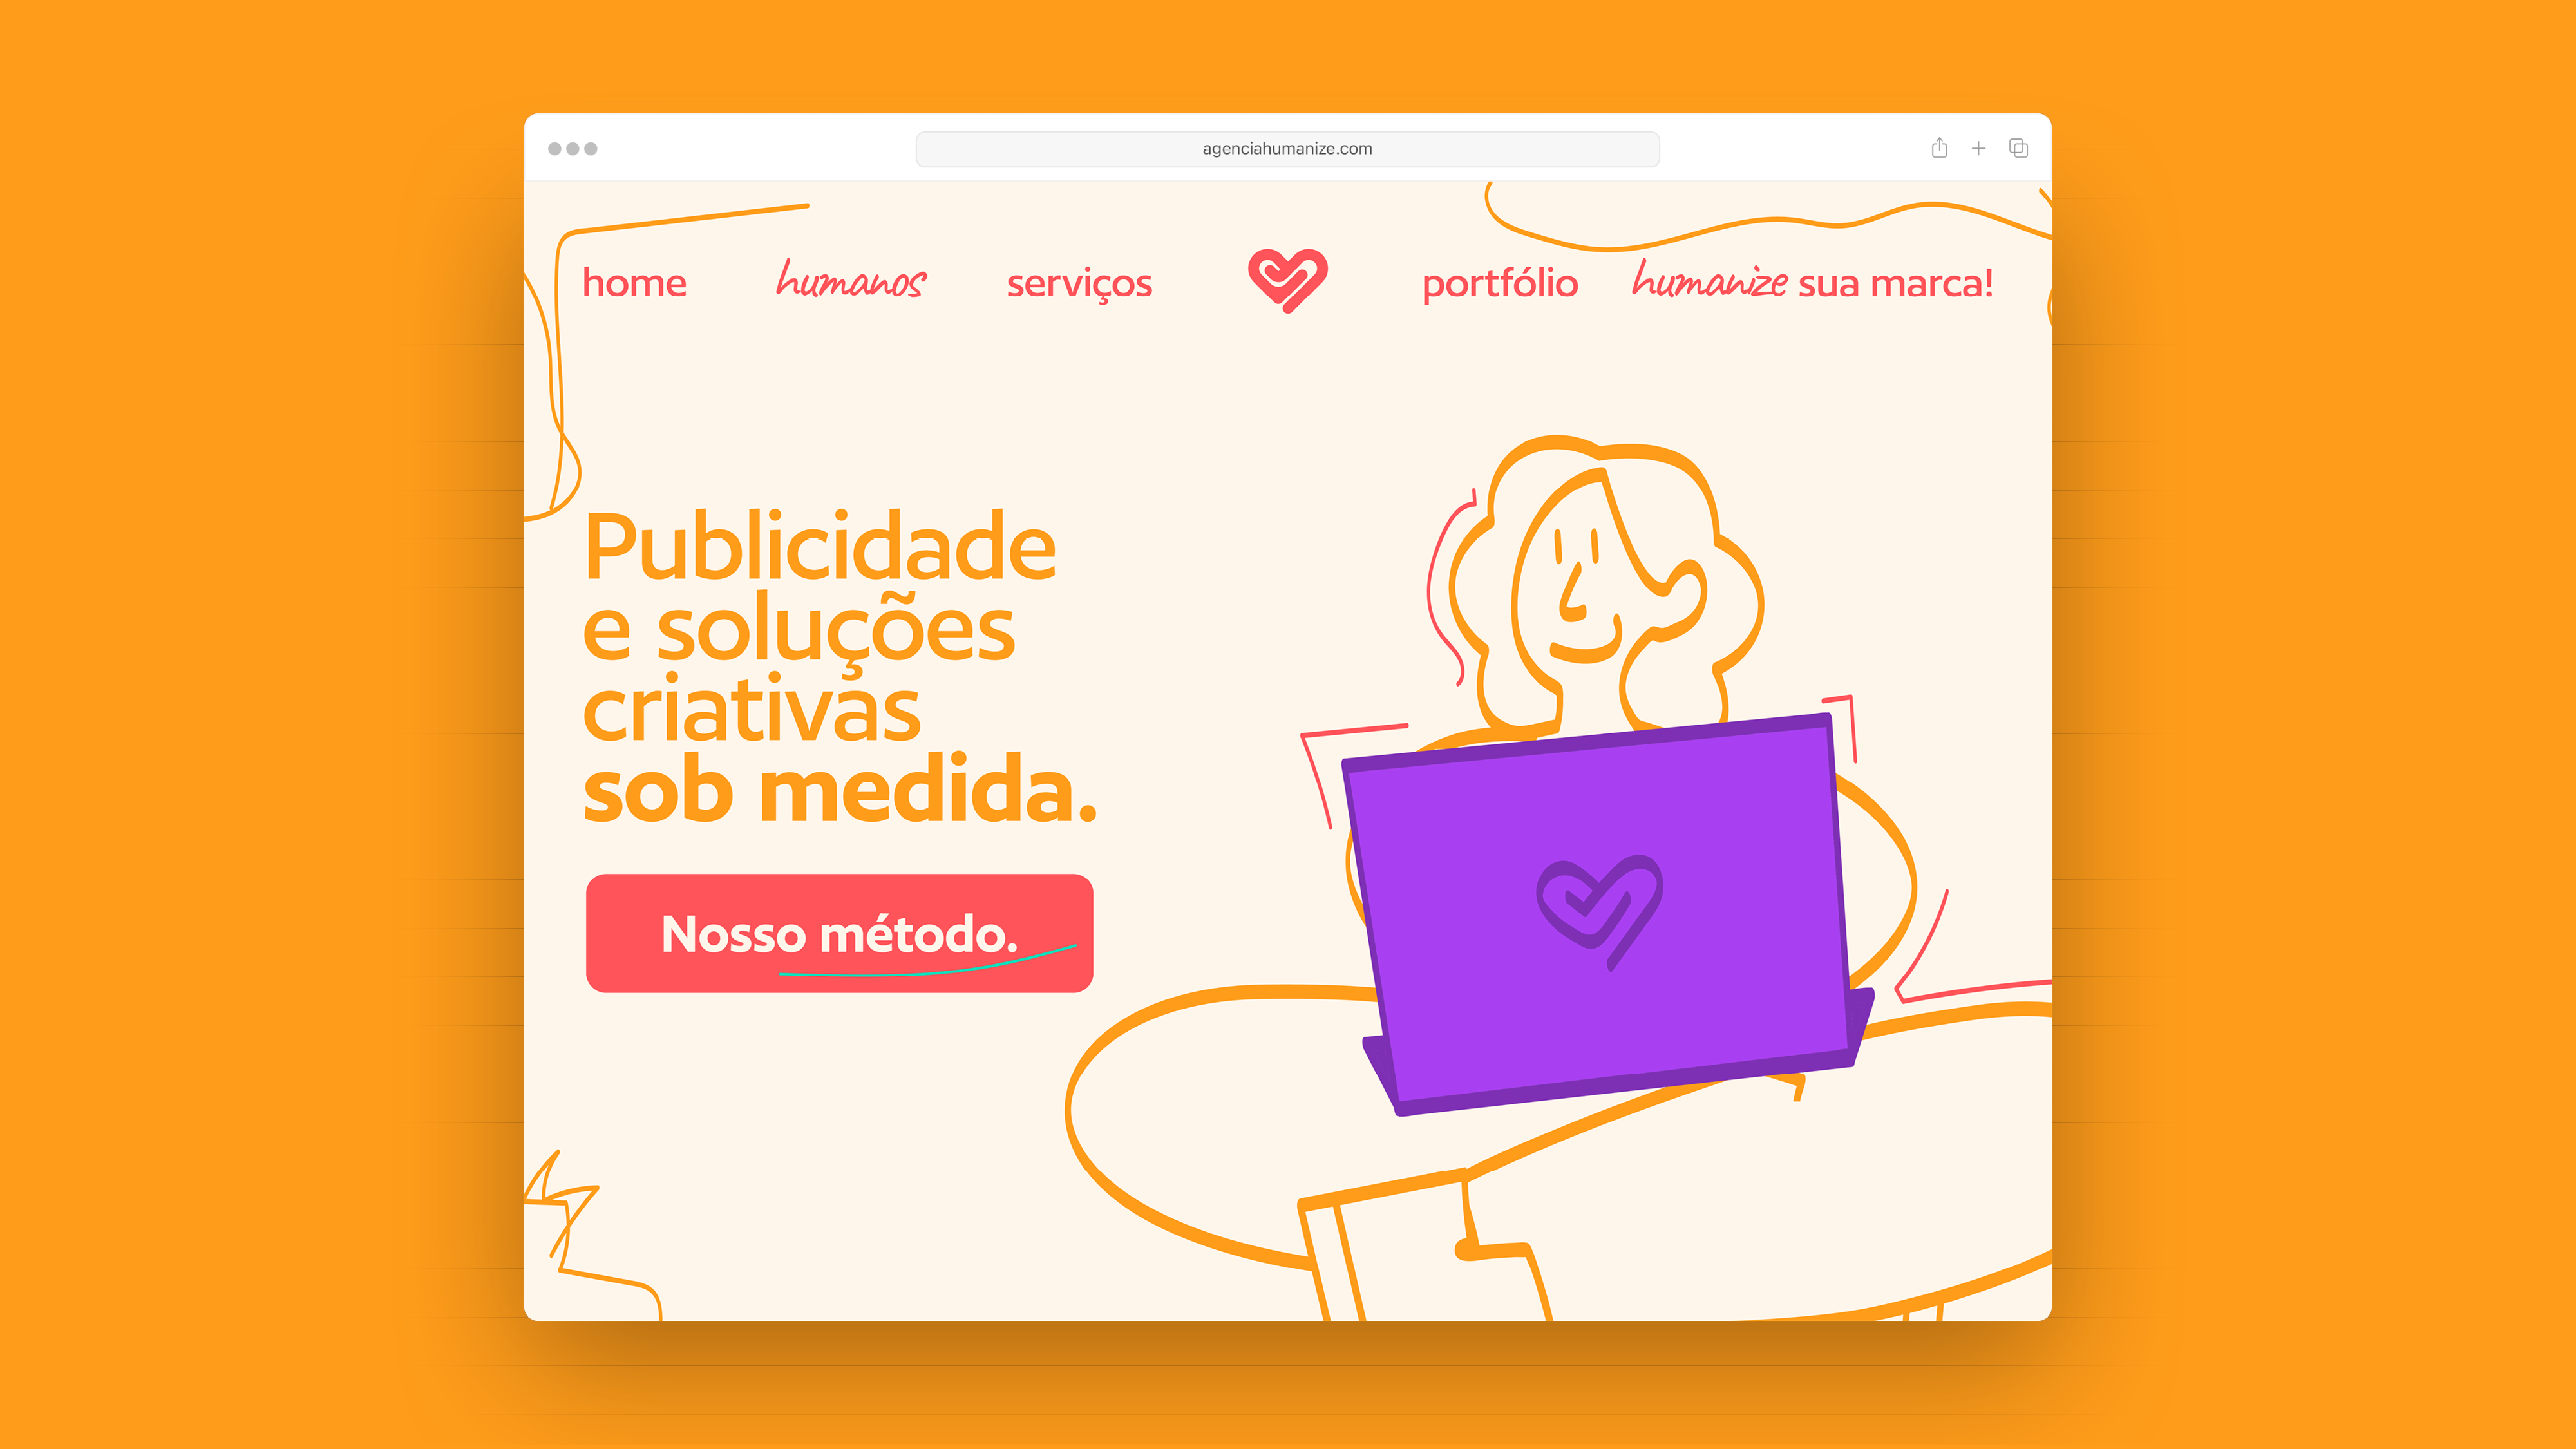 agenciahumanize.com
home humanos serviços portfólio humanize sua marca!
Publicidade
e soluções
criativas
sob medida.
Nosso método.